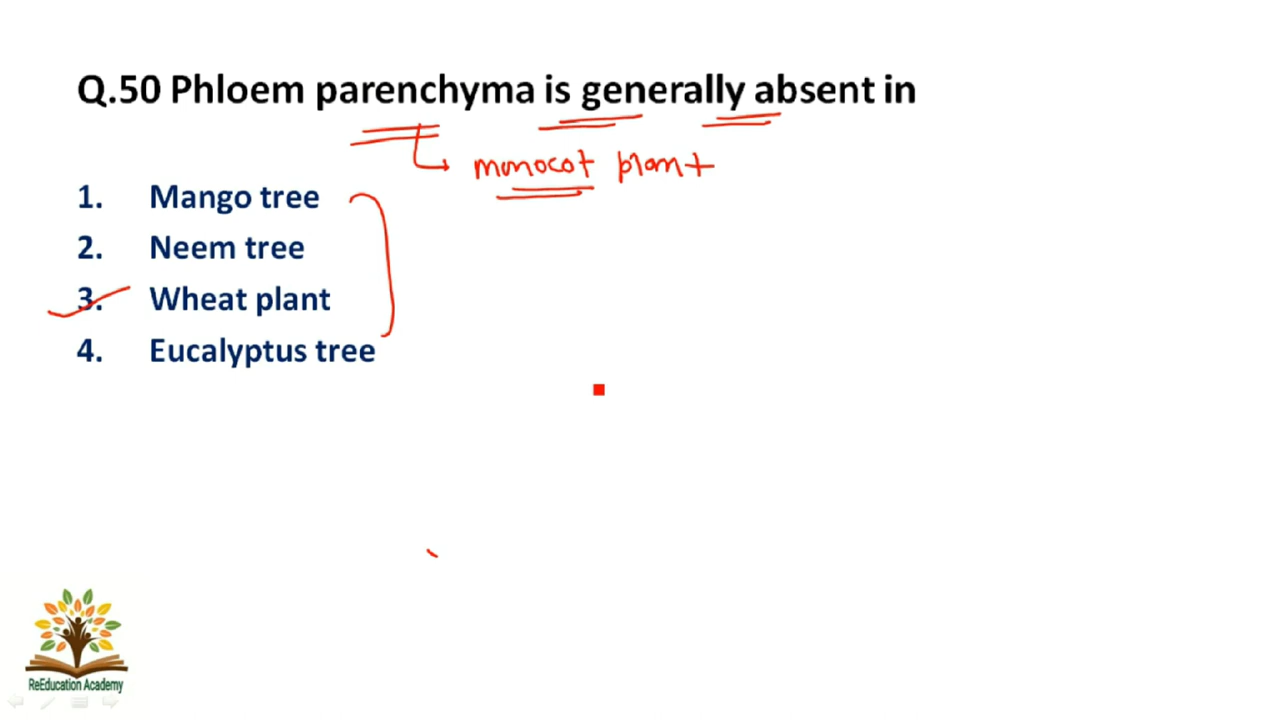 Q.50 Phloem parenchyma is generally absent in
monocot plant
1. Mango tree
2. Neem tree
3. Wheat plant
4. Eucalyptus tree
ReEducation Academy